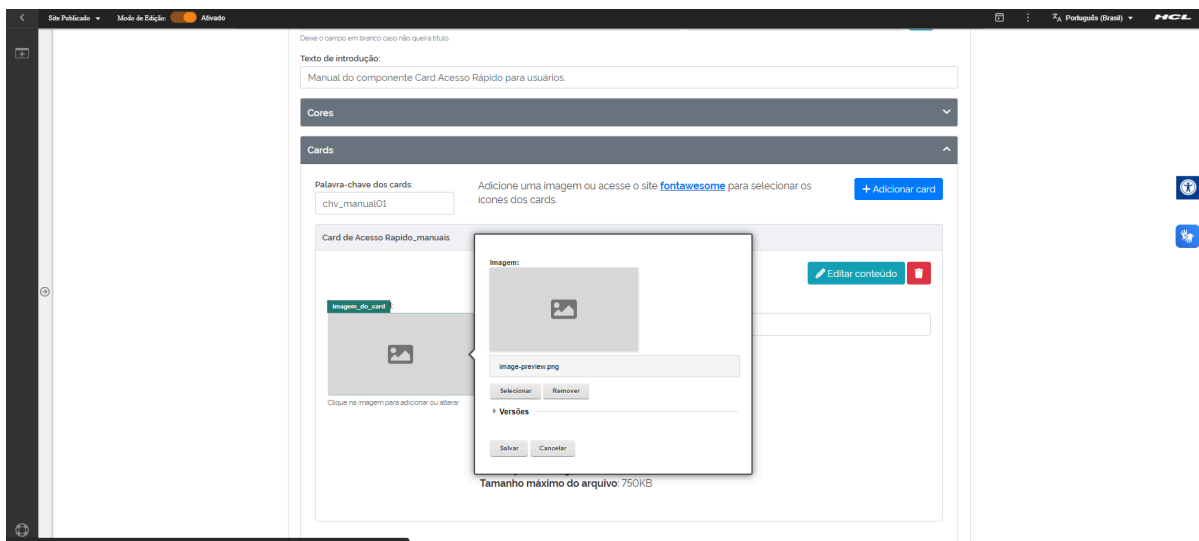 Site Publicado
Modo de Edição:
Ativado
Português (Brasil)
HCL
Deixe o campo em branco caso não queira título.
Texto de introdução:
Manual do componente Card Acesso Rápido para usuários.
Cores
Cards
Palavra-chave dos cards:
chv_manual01
Adicione uma imagem ou acesse o site fontawesome para selecionar os
ícones dos cards.
+ Adicionar card
Card de Acesso Rapido_manuais
Editar conteúdo
imagem_do_card
Clique na imagem para adicionar ou alterar
Imagem:
image-preview.png
Selecionar
Remover
Versões
Salvar
Cancelar
Tamanho máximo do arquivo: 750KB